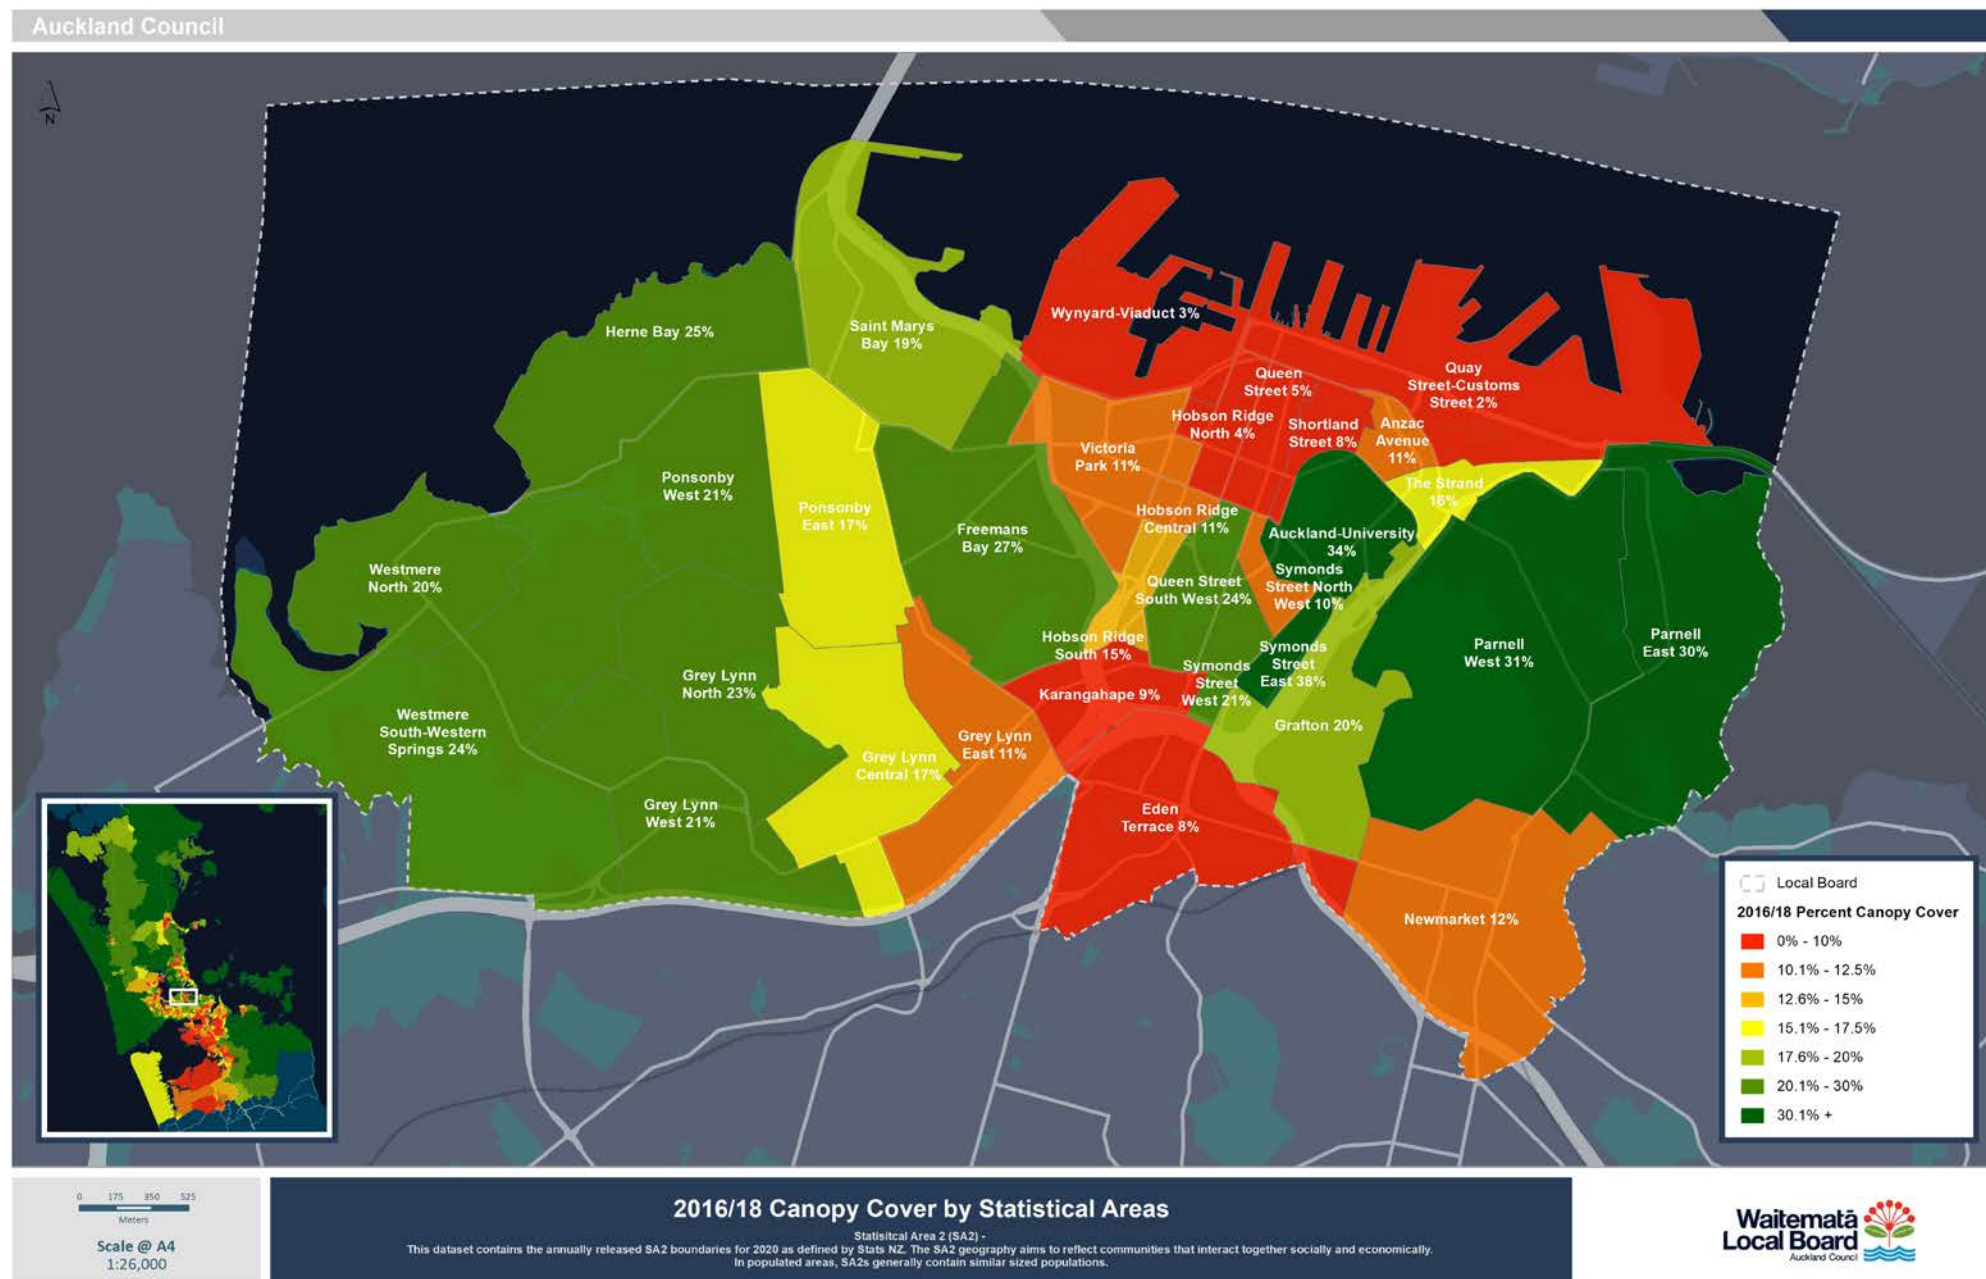 Auckland Council
N
Herne Bay 25%
Saint Marys
Bay 19%
Wynyard-Viaduct 3%
Queen
Street 5%
Quay
Street-Customs
Street 2%
Hobson Ridge
North 4%
Shortland
Street 8%
Anzac
Avenue
11%
Victoria
Park 11%
Ponsonby
West 21%
Ponsonby
East 17%
The Strand
16%
Freemans
Bay 27%
Hobson Ridge
Central 11%
Auckland-University
34%
Westmere
North 20%
Queen Street
South West 24%
Symonds
Street North
West 10%
Hobson Ridge
South 15%
Symonds
Street
East 38%
Parnell
West 31%
Parnell
East 30%
Grey Lynn
North 23%
Karangahape 9%
Symonds
Street
West 21%
Westmere
South-Western
Springs 24%
Grafton 20%
Grey Lynn
East 11%
Grey Lynn
Central 17%
Grey Lynn
West 21%
Eden
Terrace 8%
Newmarket 12%
Local Board
2016/18 Percent Canopy Cover
0% - 10%
10.1% - 12.5%
12.6% - 15%
15.1% - 17.5%
17.6% - 20%
20.1% - 30%
30.1% +
0 175 350 525
Meters
Scale @ A4
1:26,000
2016/18 Canopy Cover by Statistical Areas
Statisitcal Area 2 (SA2) -
This dataset contains the annually released SA2 boundaries for 2020 as defined by Stats NZ. The SA2 geography aims to reflect communities that interact together socially and economically.
In populated areas, SA2s generally contain similar sized populations.
Waitematā
Local Board
Auckland Council